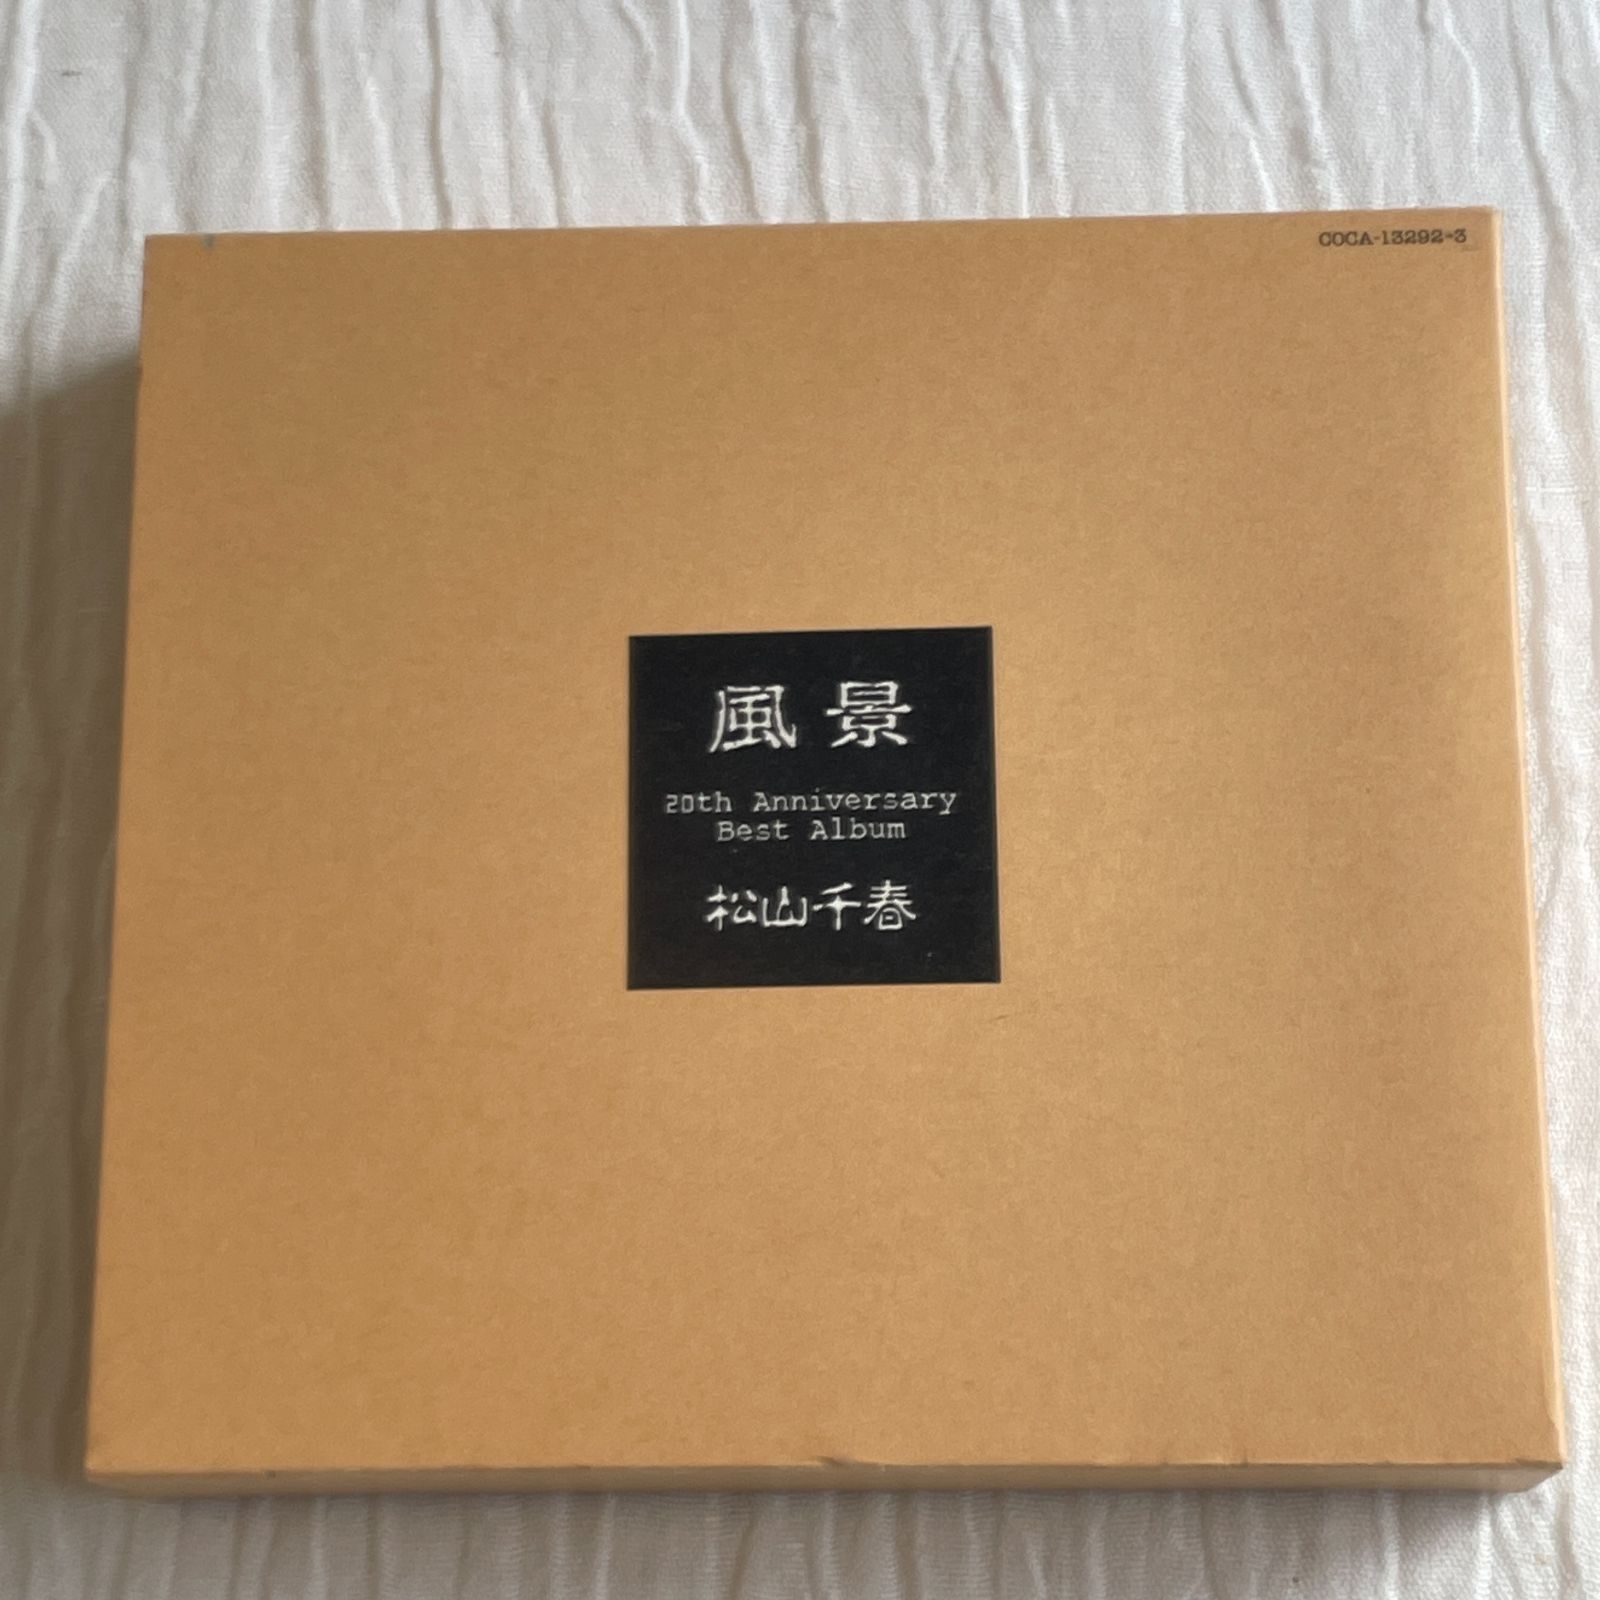 COCA-13292~3
風景
20th Anniversary
Best Album
松山千春